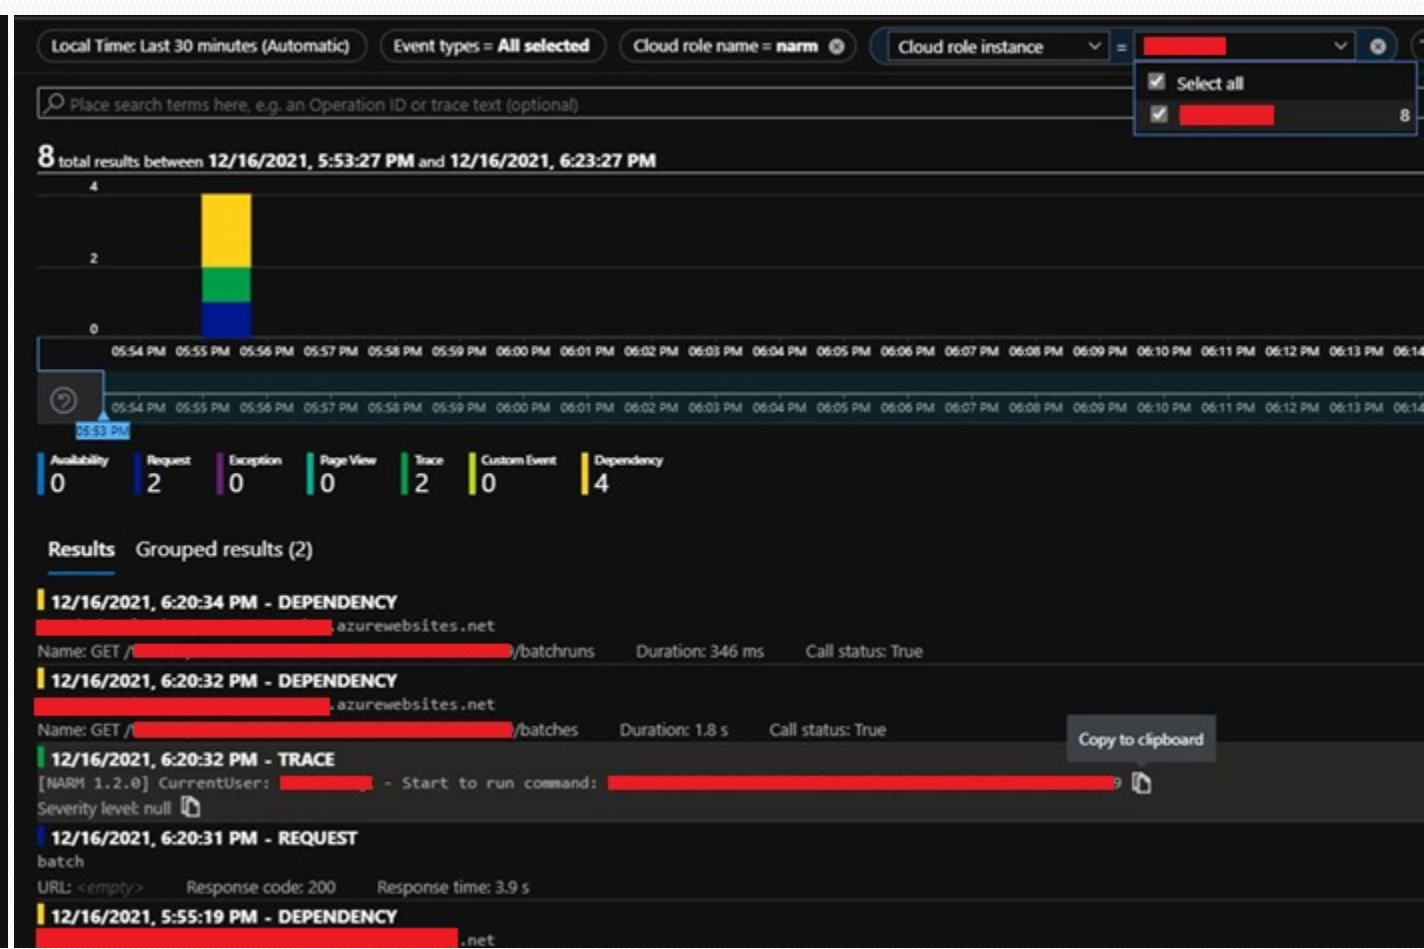 Local Time: Last 30 minutes (Automatic) Event types = All selected Cloud role name = narm Cloud role instance =
Select all
8
Place search terms here, e.g. an Operation ID or trace text (optional)
8 total results between 12/16/2021, 5:53:27 PM and 12/16/2021, 6:23:27 PM
4
2
0
05:54 PM 05:55 PM 05:56 PM 05:57 PM 05:58 PM 05:59 PM 06:00 PM 06:01 PM 06:02 PM 06:03 PM 06:04 PM 06:05 PM 06:06 PM 06:07 PM 06:08 PM 06:09 PM 06:10 PM 06:11 PM 06:12 PM 06:13 PM 06:14
05:54 PM 05:55 PM 05:56 PM 05:57 PM 05:58 PM 05:59 PM 06:00 PM 06:01 PM 06:02 PM 06:03 PM 06:04 PM 06:05 PM 06:06 PM 06:07 PM 06:08 PM 06:09 PM 06:10 PM 06:11 PM 06:12 PM 06:13 PM 06:14
05:53 PM
Availability Request Exception Page View Trace Custom Event Dependency
0 2 0 0 2 0 4
Results Grouped results (2)
12/16/2021, 6:20:34 PM - DEPENDENCY
.azurewebsites.net
Name: GET / /batchruns Duration: 346 ms Call status: True
12/16/2021, 6:20:32 PM - DEPENDENCY
.azurewebsites.net
Name: GET / /batches Duration: 1.8 s Call status: True
Copy to clipboard
12/16/2021, 6:20:32 PM - TRACE
[NARM 1.2.0] CurrentUser: - Start to run command: 9
Severity level: null
12/16/2021, 6:20:31 PM - REQUEST
batch
URL: <empty> Response code: 200 Response time: 3.9 s
12/16/2021, 5:55:19 PM - DEPENDENCY
.net